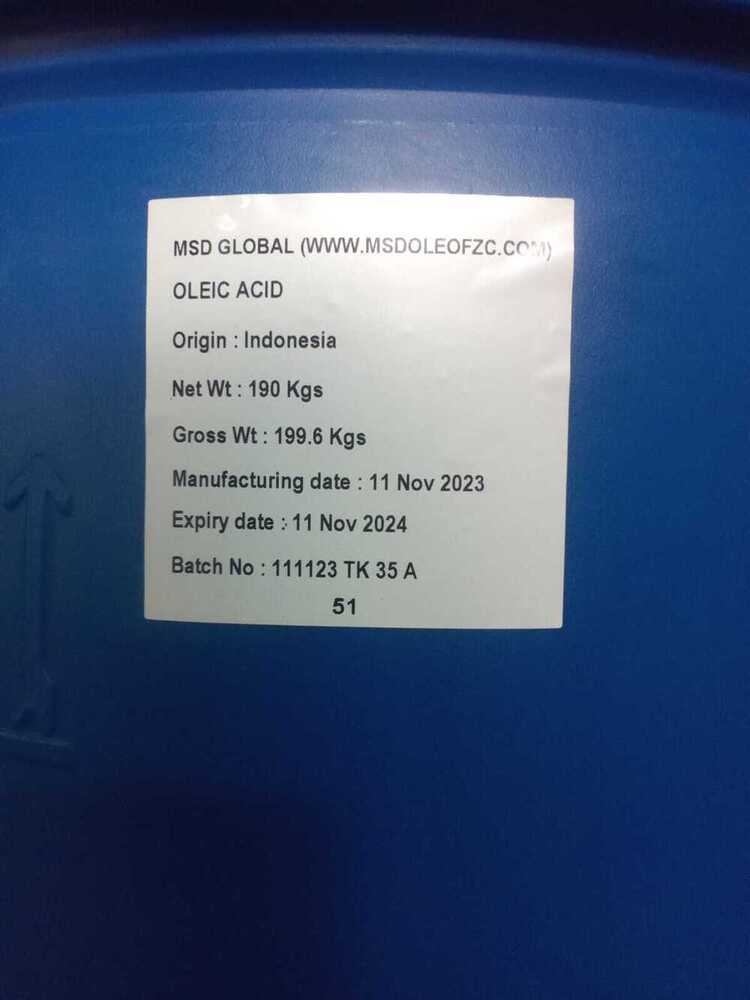 MSD GLOBAL (WWW.MSDOLEOFZC.COM)
OLEIC ACID
Origin : Indonesia
Net Wt : 190 Kgs
Gross Wt : 199.6 Kgs
Manufacturing date : 11 Nov 2023
Expiry date : 11 Nov 2024
Batch No : 111123 TK 35 A
51